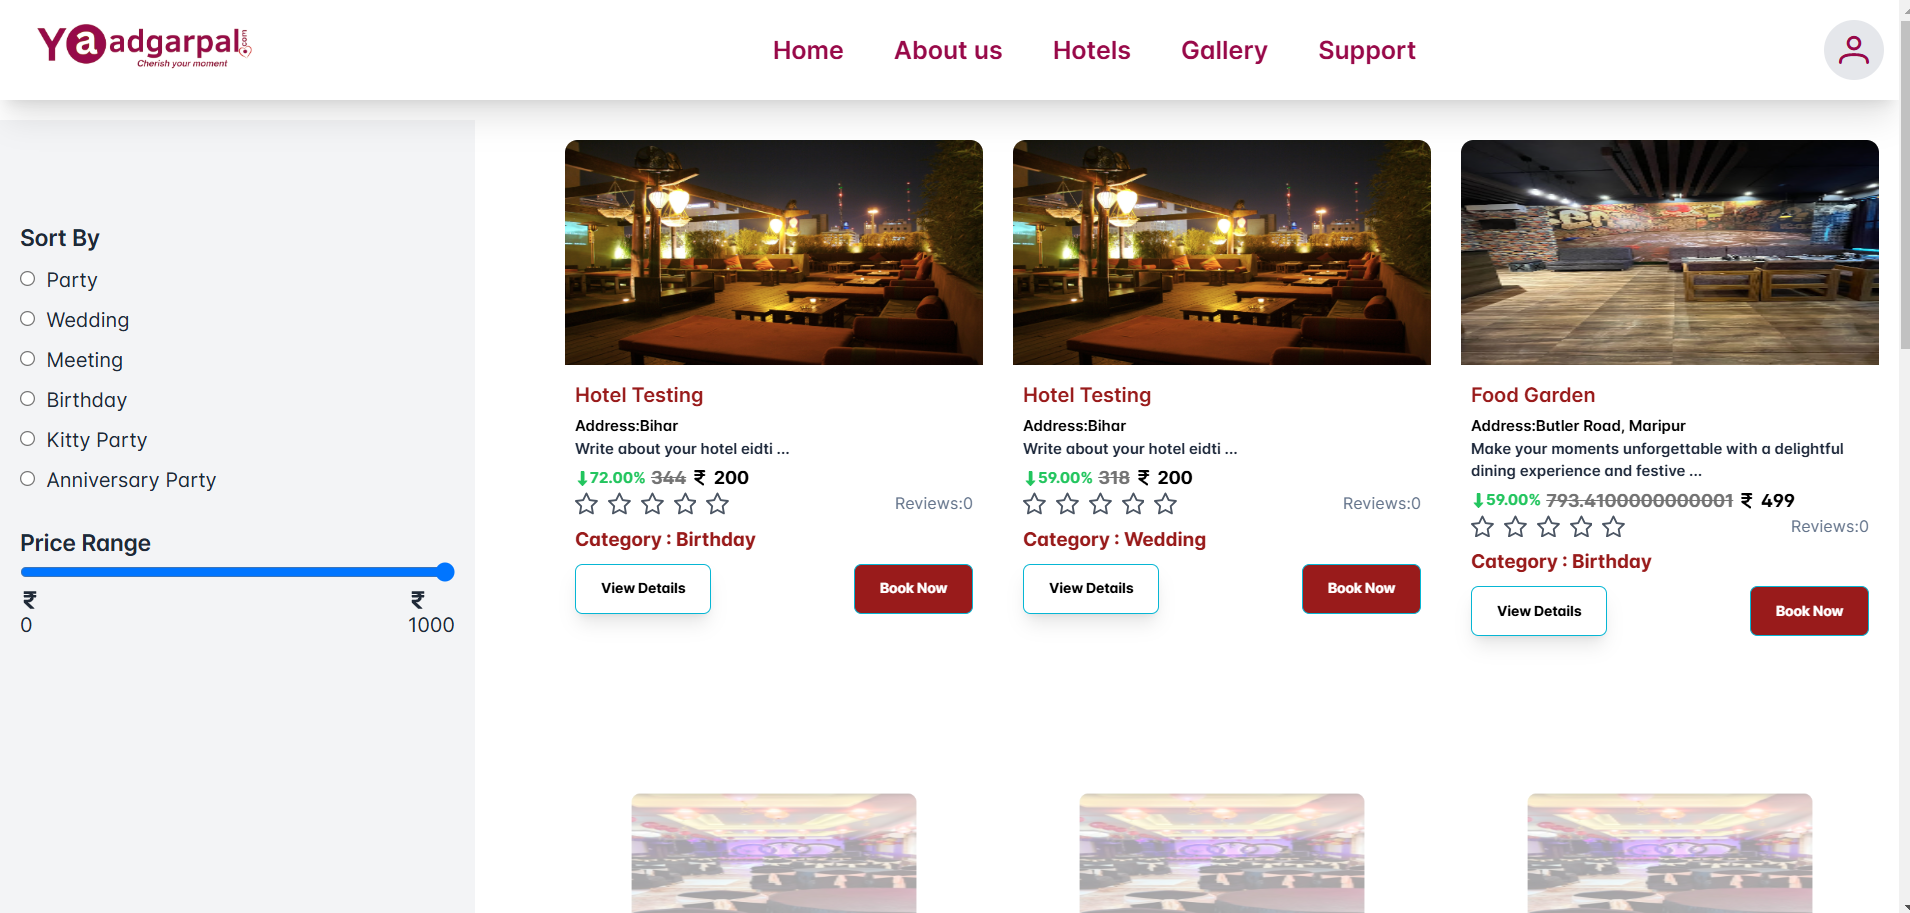 Yaadgarpal.com
Cherish your moment
Home
About us
Hotels
Gallery
Support
Sort By
Party
Wedding
Meeting
Birthday
Kitty Party
Anniversary Party
Price Range
₹ ₹
0 1000
Hotel Testing
Address:Bihar
Write about your hotel eidti ...
72.00% 344 ₹ 200
Reviews:0
Category : Birthday
View Details
Book Now
Hotel Testing
Address:Bihar
Write about your hotel eidti ...
59.00% 318 ₹ 200
Reviews:0
Category : Wedding
View Details
Book Now
Food Garden
Address:Butler Road, Maripur
Make your moments unforgettable with a delightful
dining experience and festive ...
59.00% 793.4100000000001 ₹ 499
Reviews:0
Category : Birthday
View Details
Book Now